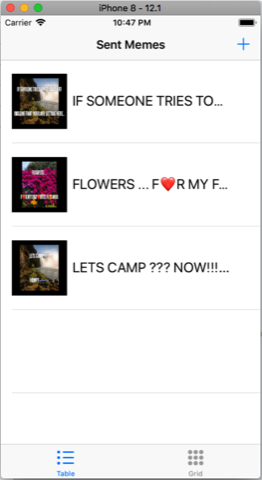 iPhone 8 - 12.1
Carrier 10:47 PM
Sent Memes
IF SOMEONE TRIES TO...
FLOWERS ... F❤️R MY F...
LETS CAMP ??? NOW!!!...
Table Grid